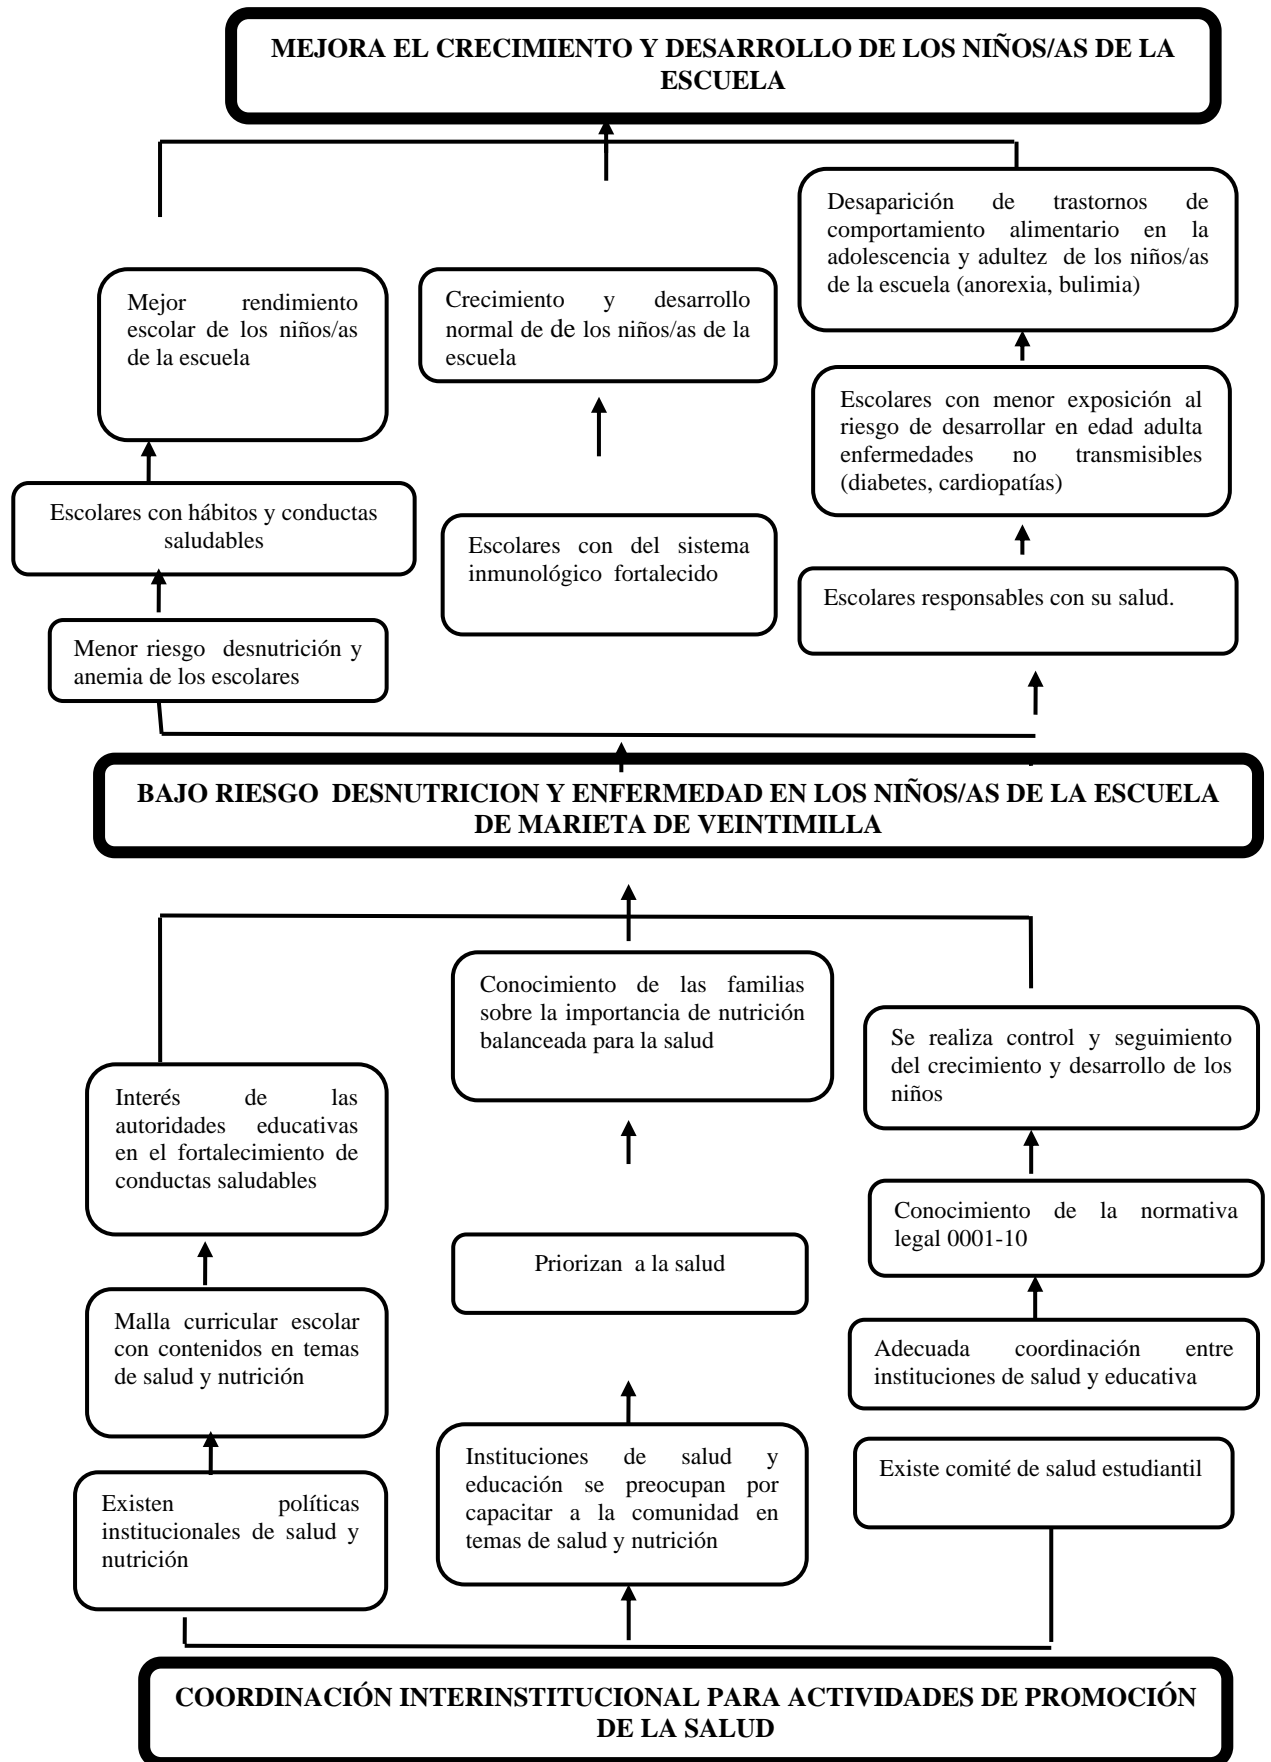 MEJORA EL CRECIMIENTO Y DESARROLLO DE LOS NIÑOS/AS DE LA
ESCUELA
Desaparición de trastornos de
comportamiento alimentario en la
adolescencia y adultez de los niños/as
de la escuela (anorexia, bulimia)
Mejor rendimiento
escolar de los niños/as
de la escuela
Crecimiento y desarrollo
normal de de los niños/as de la
escuela
Escolares con menor exposición al
riesgo de desarrollar en edad adulta
enfermedades no transmisibles
(diabetes, cardiopatías)
Escolares con hábitos y conductas
saludables
Escolares con del sistema
inmunológico fortalecido
Escolares responsables con su salud.
Menor riesgo desnutrición y
anemia de los escolares
BAJO RIESGO DESNUTRICION Y ENFERMEDAD EN LOS NIÑOS/AS DE LA ESCUELA
DE MARIETA DE VEINTIMILLA
Conocimiento de las familias
sobre la importancia de nutrición
balanceada para la salud
Se realiza control y seguimiento
del crecimiento y desarrollo de los
niños
Interés de las
autoridades educativas
en el fortalecimiento de
conductas saludables
Conocimiento de la normativa
legal 0001-10
Priorizan a la salud
Malla curricular escolar
con contenidos en temas
de salud y nutrición
Adecuada coordinación entre
instituciones de salud y educativa
Instituciones de salud y
educación se preocupan por
capacitar a la comunidad en
temas de salud y nutrición
Existe comité de salud estudiantil
Existen políticas
institucionales de salud y
nutrición
COORDINACIÓN INTERINSTITUCIONAL PARA ACTIVIDADES DE PROMOCIÓN
DE LA SALUD